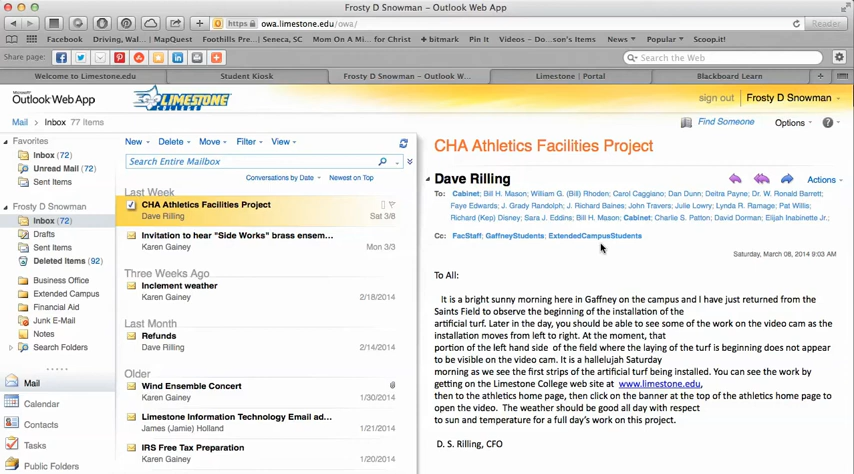 Frosty D Snowman – Outlook Web App
https owa.limestone.edu/owa/
Reader
Facebook Driving, Wal...| MapQuest Foothills Pre...| Seneca, SC Mom On A Mi... for Christ + bitmark Pin It Videos – Do...son's Items News Popular Scoop.it!
Share page:
Search the Web
Welcome to Limestone.edu
Student Kiosk
Frosty D Snowman – Outlook W...
Limestone | Portal
Blackboard Learn
Microsoft
Outlook Web App
LIMESTONE
sign out
Frosty D Snowman
Mail › Inbox 77 Items
Find Someone
Options
Favorites
Inbox (72)
Unread Mail (72)
Sent Items
Frosty D Snowman
Inbox (72)
Drafts
Sent Items
Deleted Items (92)
Business Office
Extended Campus
Financial Aid
Junk E-Mail
Notes
Search Folders
Mail
Calendar
Contacts
Tasks
Public Folders
New Delete Move Filter View
Search Entire Mailbox
Conversations by Date Newest on Top
Last Week
CHA Athletics Facilities Project
Dave Rilling Sat 3/8
Invitation to hear "Side Works" brass ensem...
Karen Gainey Mon 3/3
Three Weeks Ago
Inclement weather
Karen Gainey 2/18/2014
Last Month
Refunds
Dave Rilling 2/14/2014
Older
Wind Ensemble Concert
Karen Gainey 1/30/2014
Limestone Information Technology Email ad...
James (Jamie) Holland 1/21/2014
IRS Free Tax Preparation
Karen Gainey 1/20/2014
CHA Athletics Facilities Project
Dave Rilling
Actions
To: Cabinet; Bill H. Mason; William G. (Bill) Rhoden; Carol Caggiano; Dan Dunn; Deitra Payne; Dr. W. Ronald Barrett;
Faye Edwards; J. Grady Randolph; J. Richard Baines; John Travers; Julie Lowry; Lynda R. Ramage; Pat Willis;
Richard (Kep) Disney; Sara J. Eddins; Bill H. Mason; Cabinet; Charlie S. Patton; David Dorman; Elijah Inabinette Jr.;
Cc: FacStaff; GaffneyStudents; ExtendedCampusStudents
Saturday, March 08, 2014 9:03 AM
To All:
It is a bright sunny morning here in Gaffney on the campus and I have just returned from the
Saints Field to observe the beginning of the installation of the
artificial turf. Later in the day, you should be able to see some of the work on the video cam as the
installation moves from left to right. At the moment, that
portion of the left hand side of the field where the laying of the turf is beginning does not appear
to be visible on the video cam. It is a hallelujah Saturday
morning as we see the first strips of the artificial turf being installed. You can see the work by
getting on the Limestone College web site at www.limestone.edu,
then to the athletics home page, then click on the banner at the top of the athletics home page to
open the video. The weather should be good all day with respect
to sun and temperature for a full day's work on this project.
D. S. Rilling, CFO